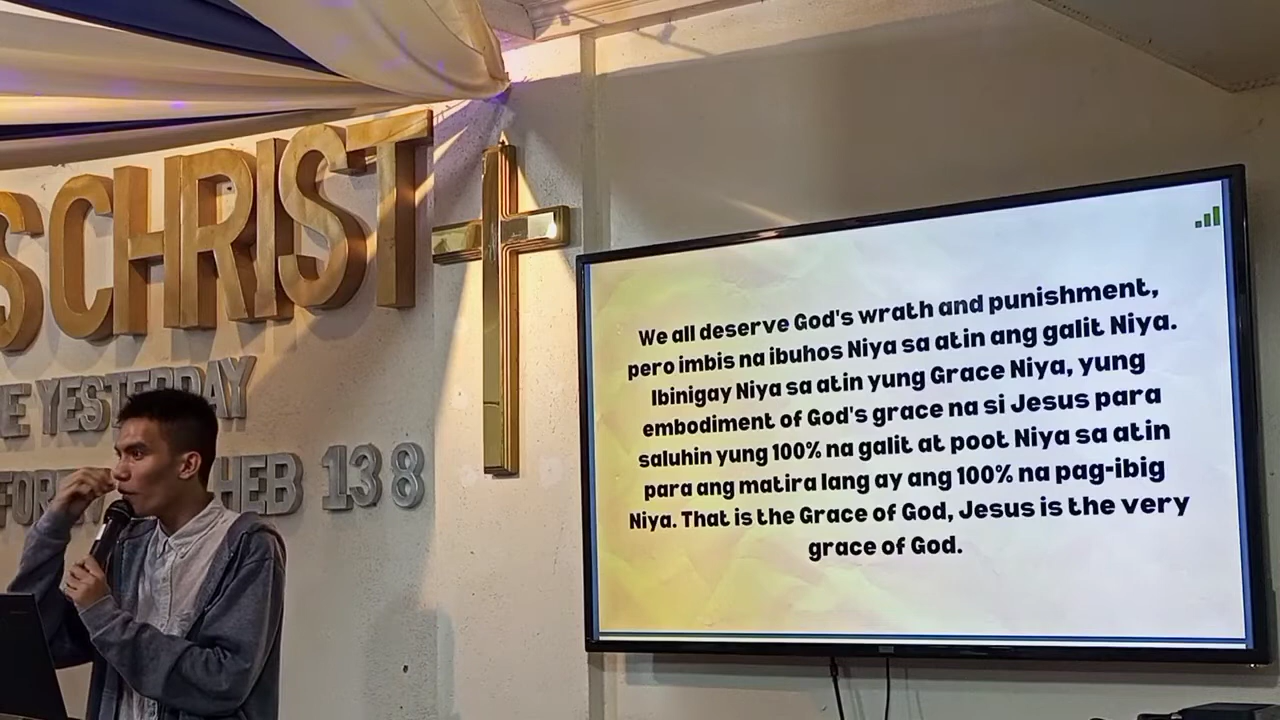 S CHRIST
E YESTERDAY
FOR HEB 13 8
We all deserve God's wrath and punishment,
pero imbis na ibuhos Niya sa atin ang galit Niya.
Ibinigay Niya sa atin yung Grace Niya, yung
embodiment of God's grace na si Jesus para
saluhin yung 100% na galit at poot Niya sa atin
para ang matira lang ay ang 100% na pag-ibig
Niya. That is the Grace of God, Jesus is the very
grace of God.